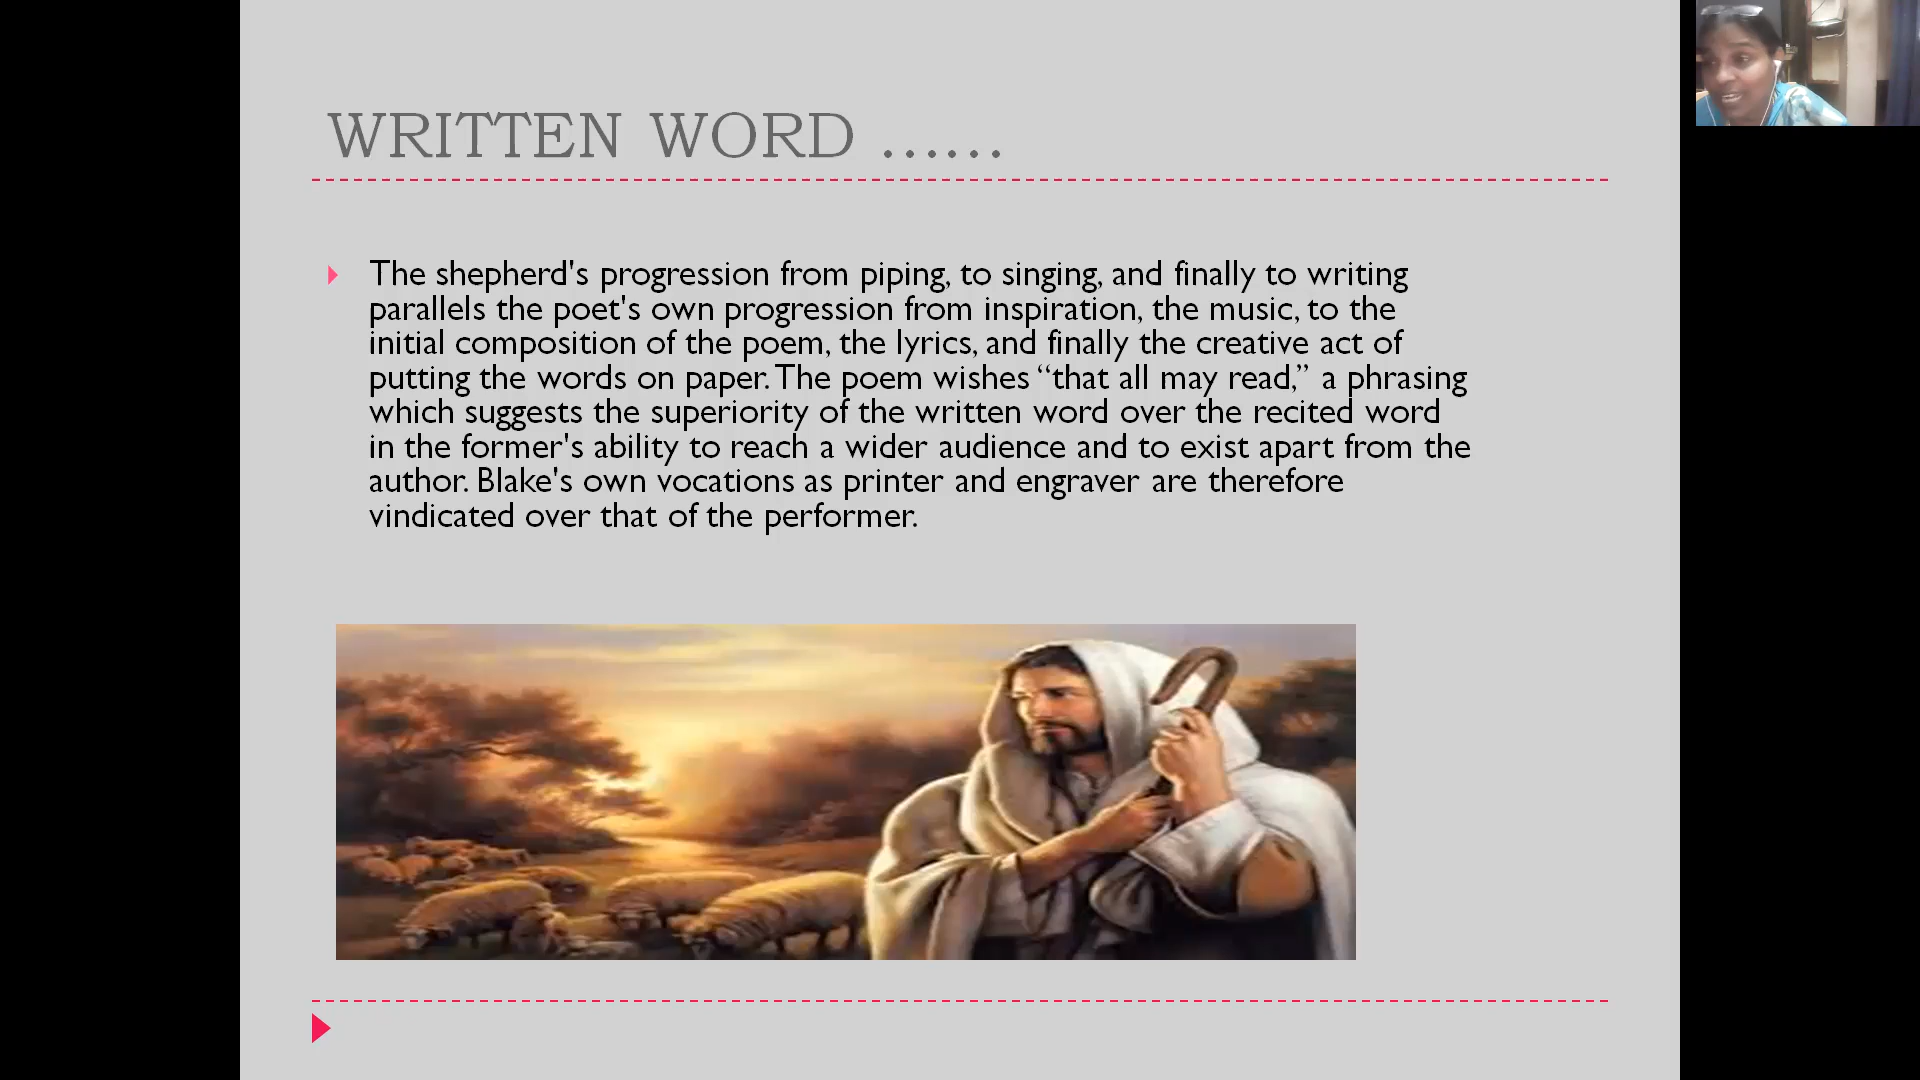 WRITTEN WORD ......
The shepherd's progression from piping, to singing, and finally to writing
parallels the poet's own progression from inspiration, the music, to the
initial composition of the poem, the lyrics, and finally the creative act of
putting the words on paper. The poem wishes “that all may read,” a phrasing
which suggests the superiority of the written word over the recited word
in the former's ability to reach a wider audience and to exist apart from the
author. Blake's own vocations as printer and engraver are therefore
vindicated over that of the performer.